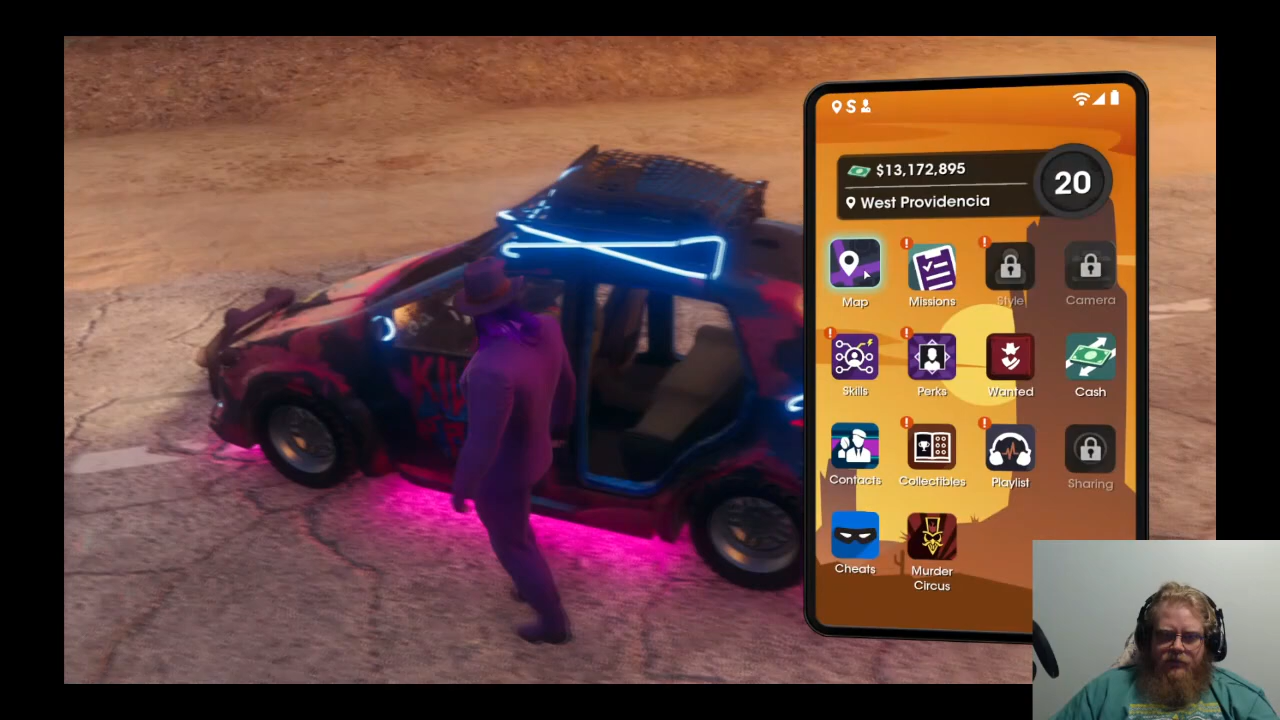 S
$13,172,895
20
West Providencia
Map
Missions
Style
Camera
Skills
Perks
Wanted
Cash
Contacts
Collectibles
Playlist
Sharing
Cheats
Murder
Circus